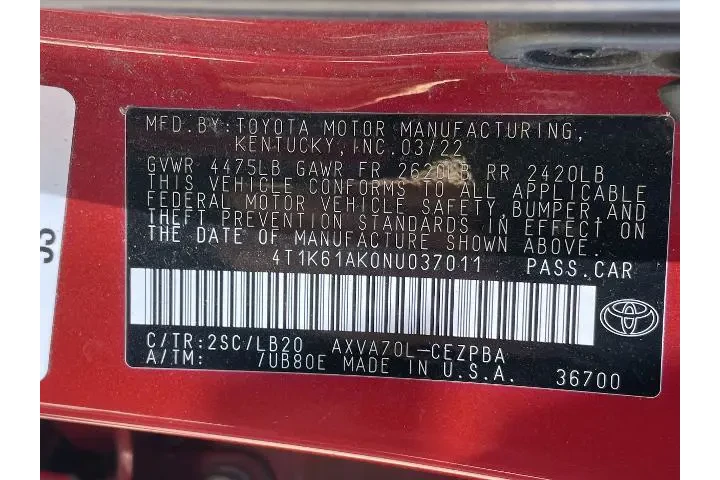 MFD.BY:TOYOTA MOTOR MANUFACTURING,
KENTUCKY,INC. 03/22
GVWR 4475LB GAWR FR 2620LB RR 2420LB
THIS VEHICLE CONFORMS TO ALL APPLICABLE
FEDERAL MOTOR VEHICLE SAFETY,BUMPER,AND
THEFT PREVENTION STANDARDS IN EFFECT ON
THE DATE OF MANUFACTURE SHOWN ABOVE.
4T1K61AK0NU037011 PASS.CAR
C/TR:2SC/LB20 AXVA70L-CEZPBA
A/TM: /UB80E MADE IN U.S.A. 36700